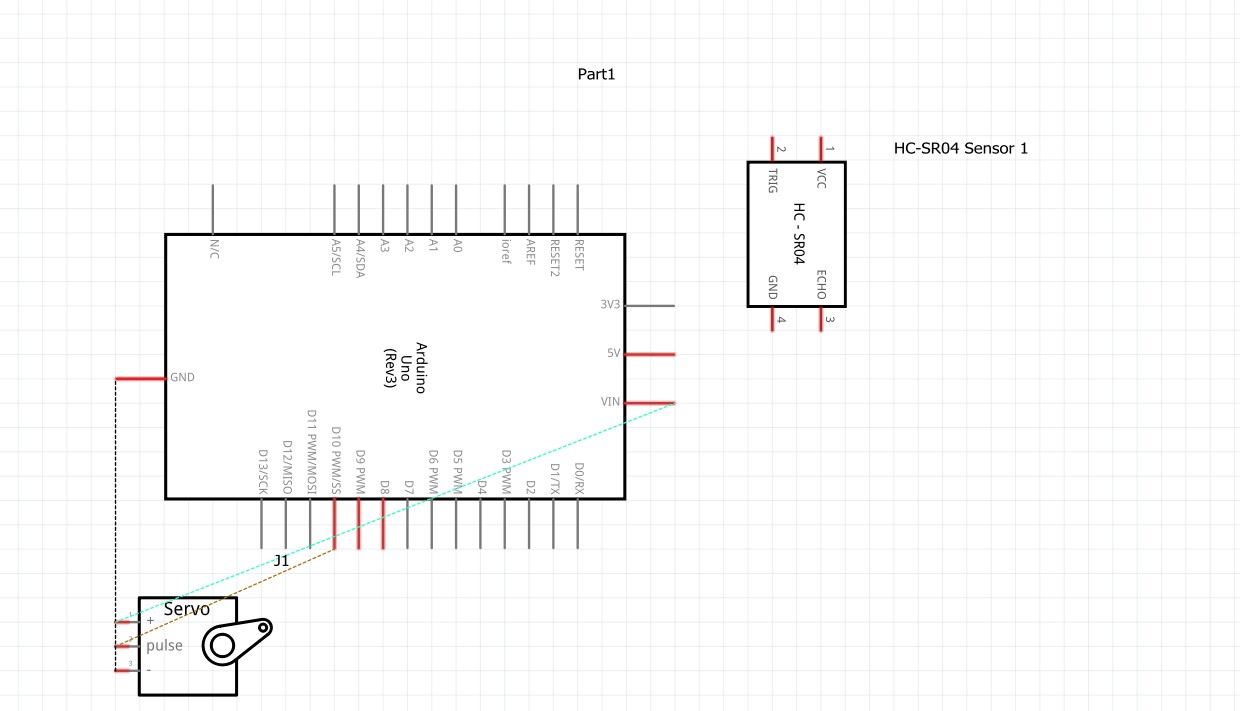 Part1
HC-SR04 Sensor 1
2
1
TRIG
VCC
HC - SR04
GND
ECHO
4
3
N/C
A5/SCL
A4/SDA
A3
A2
A1
A0
ioref
AREF
RESET2
RESET
3V3
5V
VIN
GND
Arduino
Uno
(Rev3)
D13/SCK
D12/MISO
D11 PWM/MOSI
D10 PWM/SS
D9 PWM
D8
D7
D6 PWM
D5 PWM
D4
D3 PWM
D2
D1/TX
D0/RX
J1
Servo
1
+
pulse
3
-